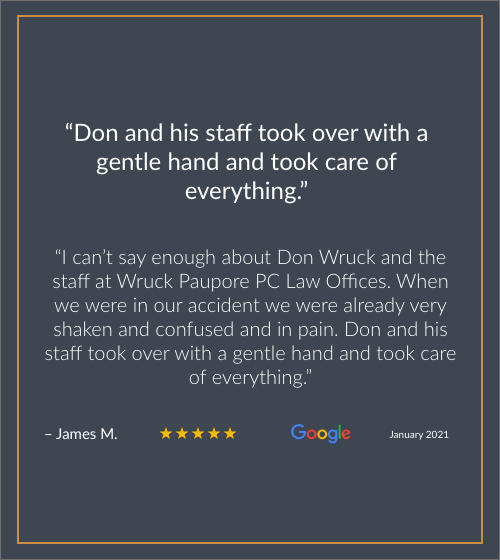 “Don and his staff took over with a
gentle hand and took care of
everything.”
“I can’t say enough about Don Wruck and the
staff at Wruck Paupore PC Law Offices. When
we were in our accident we were already very
shaken and confused and in pain. Don and his
staff took over with a gentle hand and took care
of everything.”
– James M. ★★★★★ Google January 2021